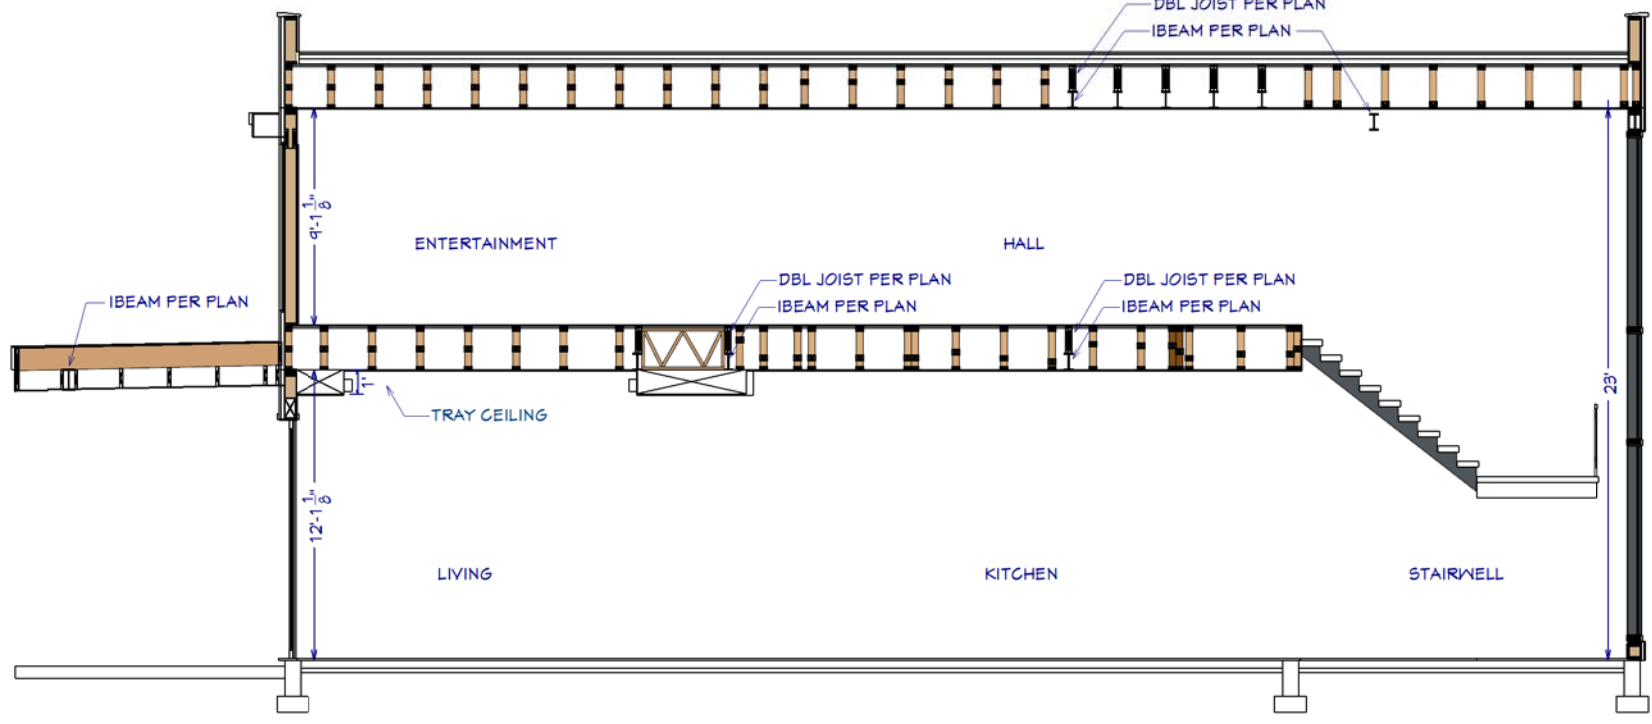 DBL JOIST PER PLAN
IBEAM PER PLAN
9'-1 1/8"
ENTERTAINMENT
HALL
DBL JOIST PER PLAN
DBL JOIST PER PLAN
IBEAM PER PLAN
IBEAM PER PLAN
IBEAM PER PLAN
1'
TRAY CEILING
23'
12'-1 1/8"
LIVING
KITCHEN
STAIRWELL